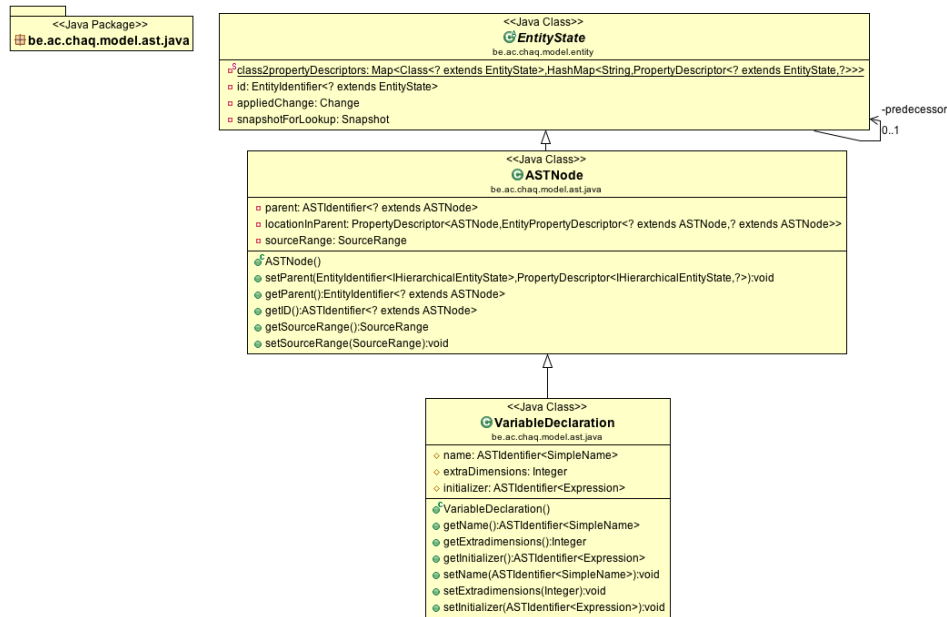 <<Java Package>>
be.ac.chaq.model.ast.java
<<Java Class>>
EntityState
be.ac.chaq.model.entity
class2propertyDescriptors: Map<Class<? extends EntityState>,HashMap<String,PropertyDescriptor<? extends EntityState,?>>>
id: EntityIdentifier<? extends EntityState>
appliedChange: Change
snapshotForLookup: Snapshot
-predecessor
0..1
<<Java Class>>
ASTNode
be.ac.chaq.model.ast.java
parent: ASTIdentifier<? extends ASTNode>
locationInParent: PropertyDescriptor<ASTNode,EntityPropertyDescriptor<? extends ASTNode,? extends ASTNode>>
sourceRange: SourceRange
ASTNode()
setParent(EntityIdentifier<IHierarchicalEntityState>,PropertyDescriptor<IHierarchicalEntityState,?>):void
getParent():EntityIdentifier<? extends ASTNode>
getID():ASTIdentifier<? extends ASTNode>
getSourceRange():SourceRange
setSourceRange(SourceRange):void
<<Java Class>>
VariableDeclaration
be.ac.chaq.model.ast.java
name: ASTIdentifier<SimpleName>
extraDimensions: Integer
initializer: ASTIdentifier<Expression>
VariableDeclaration()
getName():ASTIdentifier<SimpleName>
getExtradimensions():Integer
getInitializer():ASTIdentifier<Expression>
setName(ASTIdentifier<SimpleName>):void
setExtradimensions(Integer):void
setInitializer(ASTIdentifier<Expression>):void